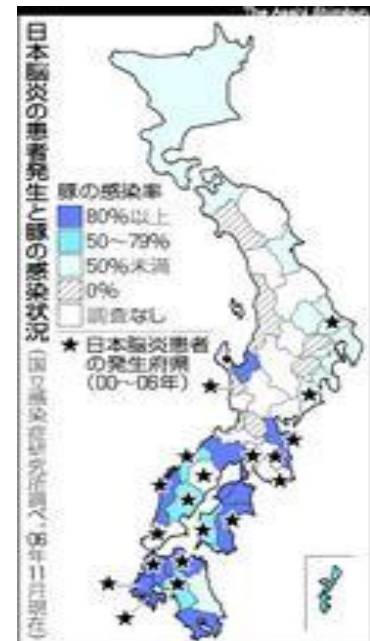 The Asahi Shimbun
日本脳炎の患者発生と豚の感染状況
(国立感染症研究所調べ、06年11月現在)
豚の感染率
80%以上
50〜79%
50%未満
0%
調査なし
★日本脳炎患者
の発生府県
(00〜06年)